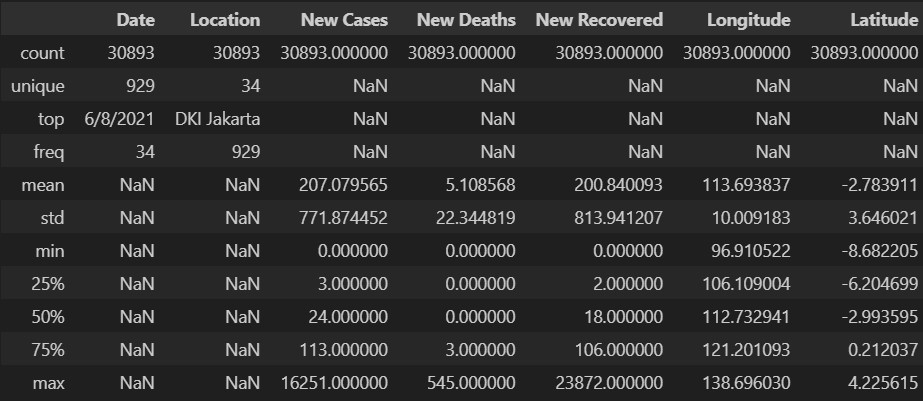 Date Location New Cases New Deaths New Recovered Longitude Latitude
count 30893 30893 30893.000000 30893.000000 30893.000000 30893.000000 30893.000000
unique 929 34 NaN NaN NaN NaN NaN
top 6/8/2021 DKI Jakarta NaN NaN NaN NaN NaN
freq 34 929 NaN NaN NaN NaN NaN
mean NaN NaN 207.079565 5.108568 200.840093 113.693837 -2.783911
std NaN NaN 771.874452 22.344819 813.941207 10.009183 3.646021
min NaN NaN 0.000000 0.000000 0.000000 96.910522 -8.682205
25% NaN NaN 3.000000 0.000000 2.000000 106.109004 -6.204699
50% NaN NaN 24.000000 0.000000 18.000000 112.732941 -2.993595
75% NaN NaN 113.000000 3.000000 106.000000 121.201093 0.212037
max NaN NaN 16251.000000 545.000000 23872.000000 138.696030 4.225615